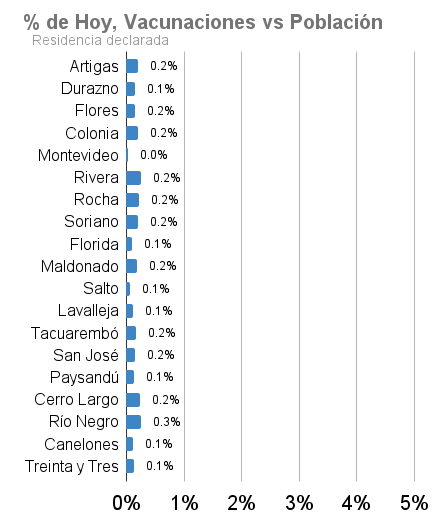 % de Hoy, Vacunaciones vs Población
Residencia declarada
Artigas 0.2%
Durazno 0.1%
Flores 0.2%
Colonia 0.2%
Montevideo 0.0%
Rivera 0.2%
Rocha 0.2%
Soriano 0.2%
Florida 0.1%
Maldonado 0.2%
Salto 0.1%
Lavalleja 0.1%
Tacuarembó 0.2%
San José 0.2%
Paysandú 0.1%
Cerro Largo 0.2%
Río Negro 0.3%
Canelones 0.1%
Treinta y Tres 0.1%
0% 1% 2% 3% 4% 5%